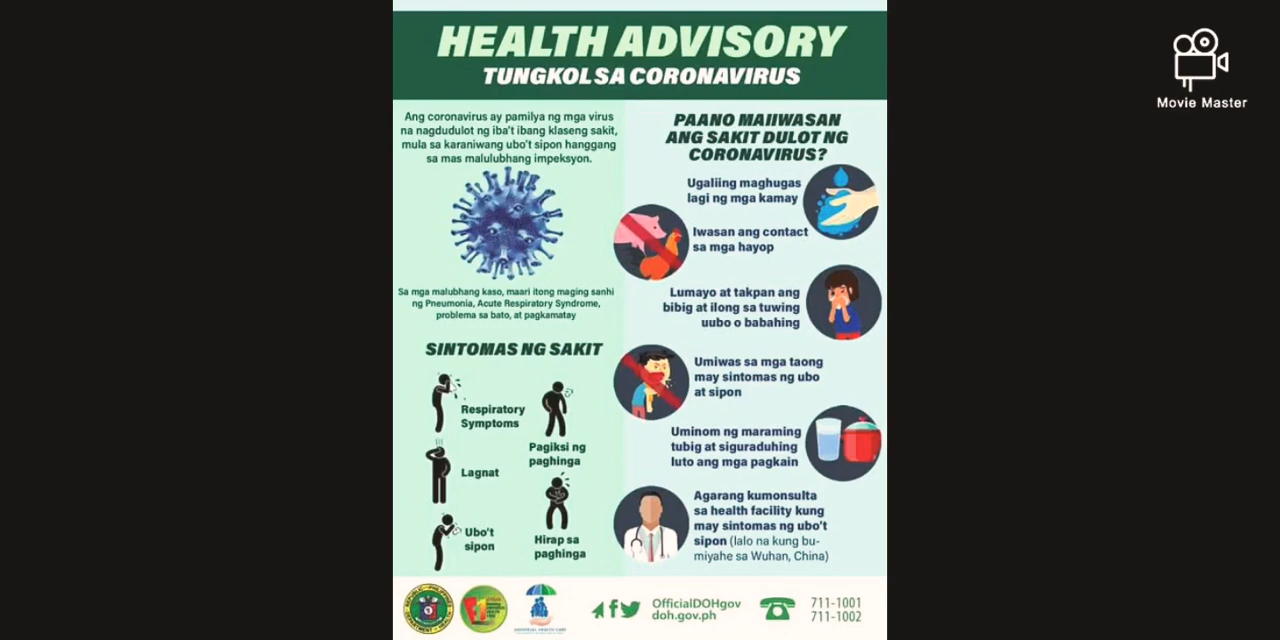 HEALTH ADVISORY
TUNGKOL SA CORONAVIRUS
Ang coronavirus ay pamilya ng mga virus
na nagdudulot ng iba't ibang klaseng sakit,
mula sa karaniwang ubo't sipon hanggang
sa mas malulubhang impeksyon.
Sa mga malubhang kaso, maari itong maging sanhi
ng Pneumonia, Acute Respiratory Syndrome,
problema sa bato, at pagkamatay
SINTOMAS NG SAKIT
Respiratory
Symptoms
Pagiksi ng
paghinga
Lagnat
Ubo't
sipon
Hirap sa
paghinga
PAANO MAIIWASAN
ANG SAKIT DULOT NG
CORONAVIRUS?
Ugaliing maghugas
lagi ng mga kamay
Iwasan ang contact
sa mga hayop
Lumayo at takpan ang
bibig at ilong sa tuwing
uubo o babahing
Umiwas sa mga taong
may sintomas ng ubo
at sipon
Uminom ng maraming
tubig at siguraduhing
luto ang mga pagkain
Agarang kumonsulta
sa health facility kung
may sintomas ng ubo't
sipon (lalo na kung bu-
miyahe sa Wuhan, China)
OfficialDOHgov
doh.gov.ph
711-1001
711-1002
Movie Master